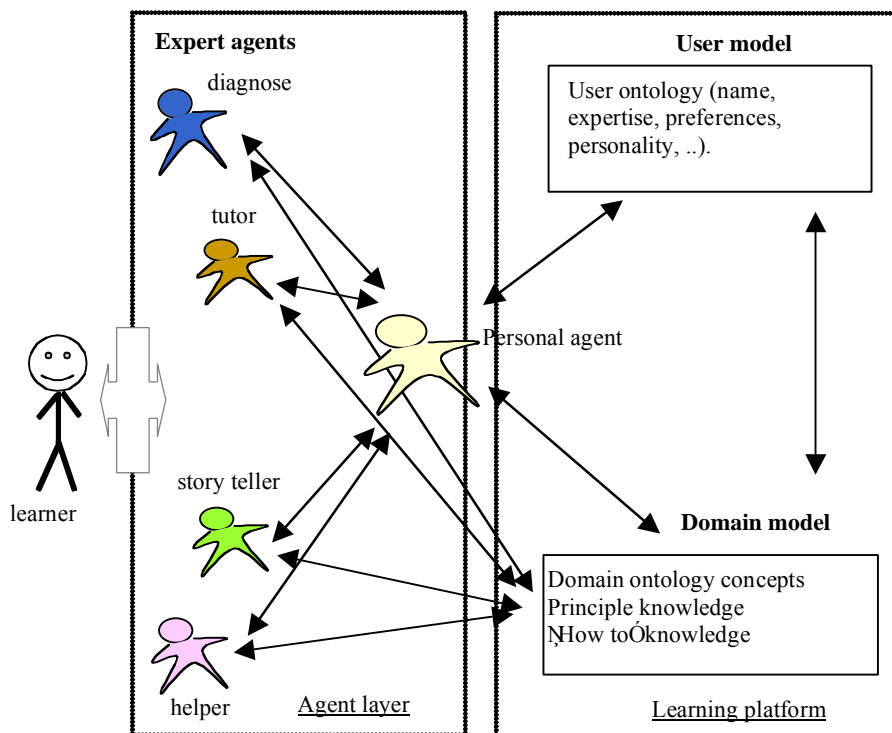 Expert agents
diagnose
tutor
story teller
helper
Agent layer
learner
Personal agent
User model
User ontology (name,
expertise, preferences,
personality, ..).
Domain model
Domain ontology concepts
Principle knowledge
ŅHow toÓknowledge
Learning platform